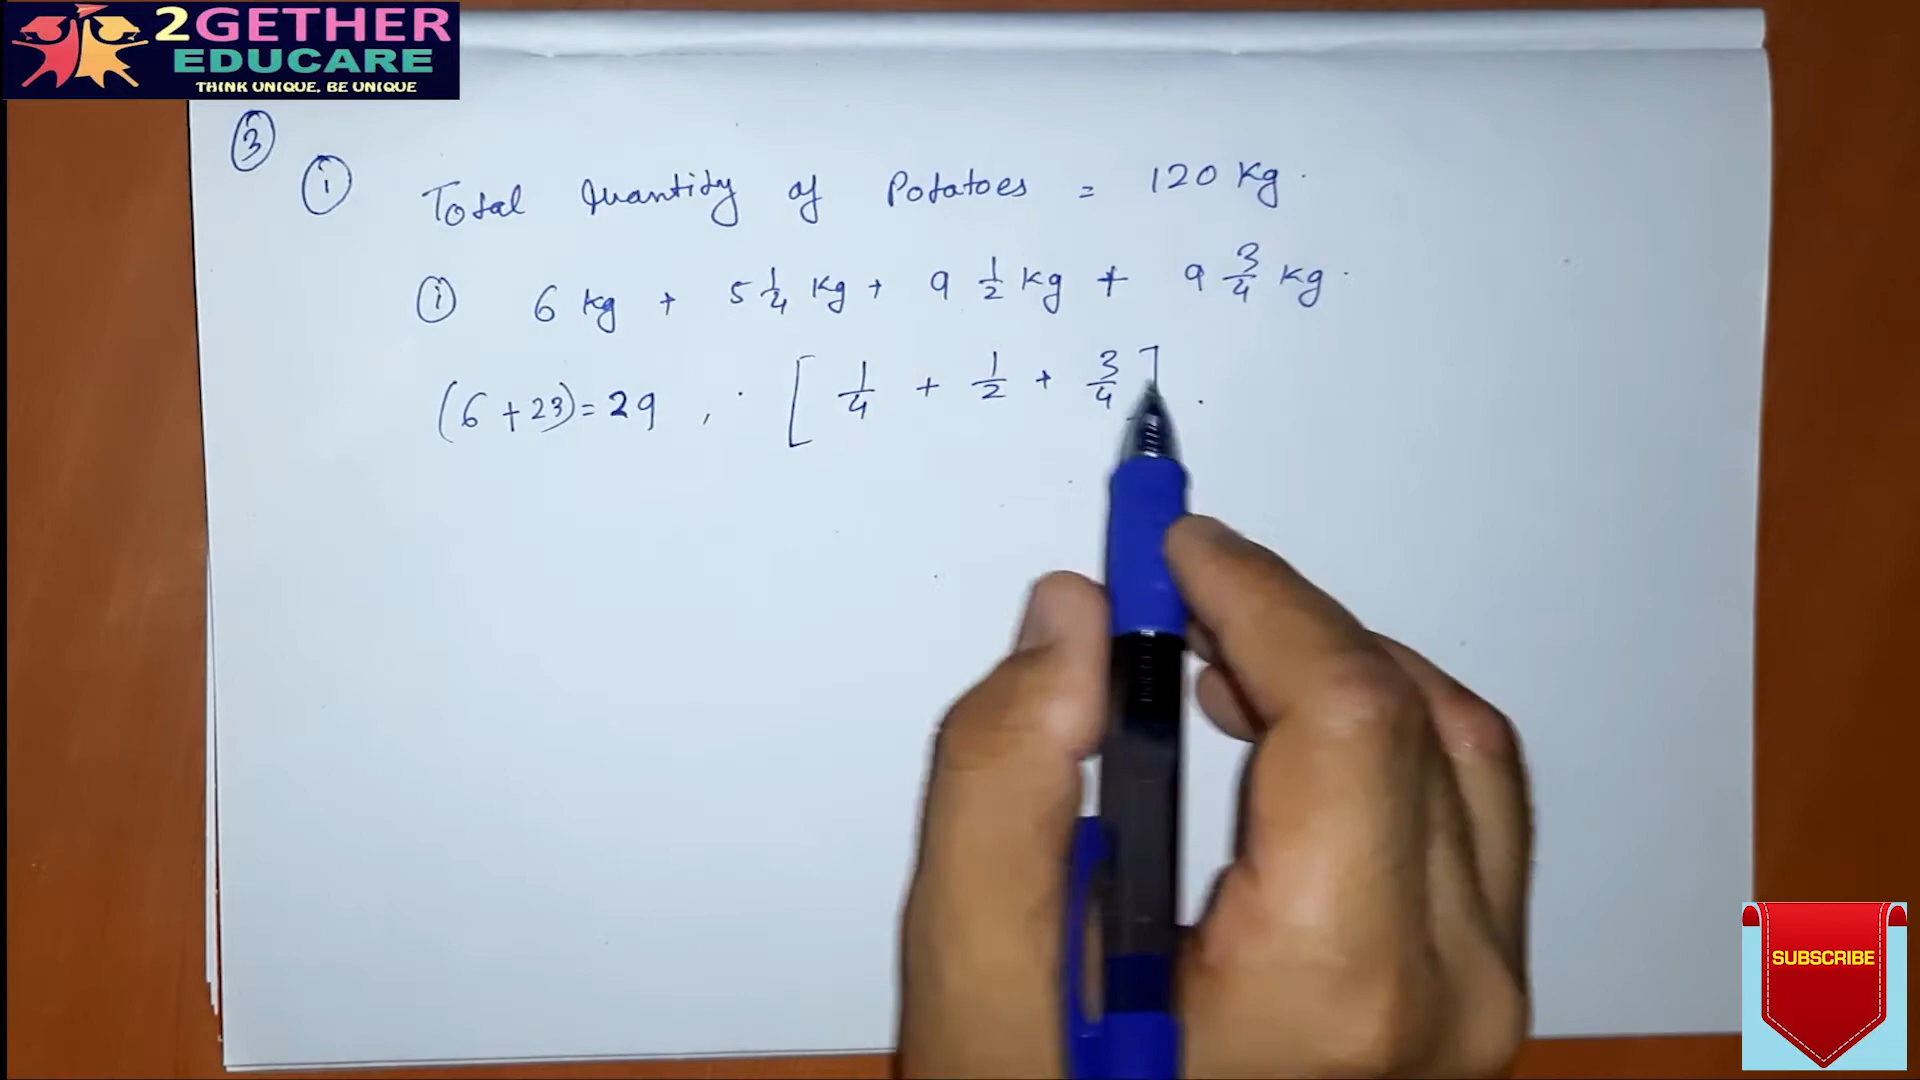 2GETHER
EDUCARE
THINK UNIQUE, BE UNIQUE
3
i Total Quantity of Potatoes = 120 Kg.
i 6 kg + 5 1/4 Kg + 9 1/2 kg + 9 3/4 kg.
(6+23)=29, [ 1/4 + 1/2 + 3/4 ].
SUBSCRIBE